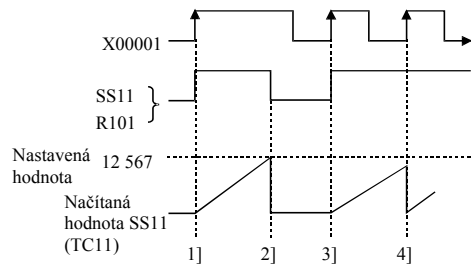 X00001
SS11
R101
Nastavená
hodnota
12 567
Načítaná
hodnota SS11
(TC11)
1]
2]
3]
4]